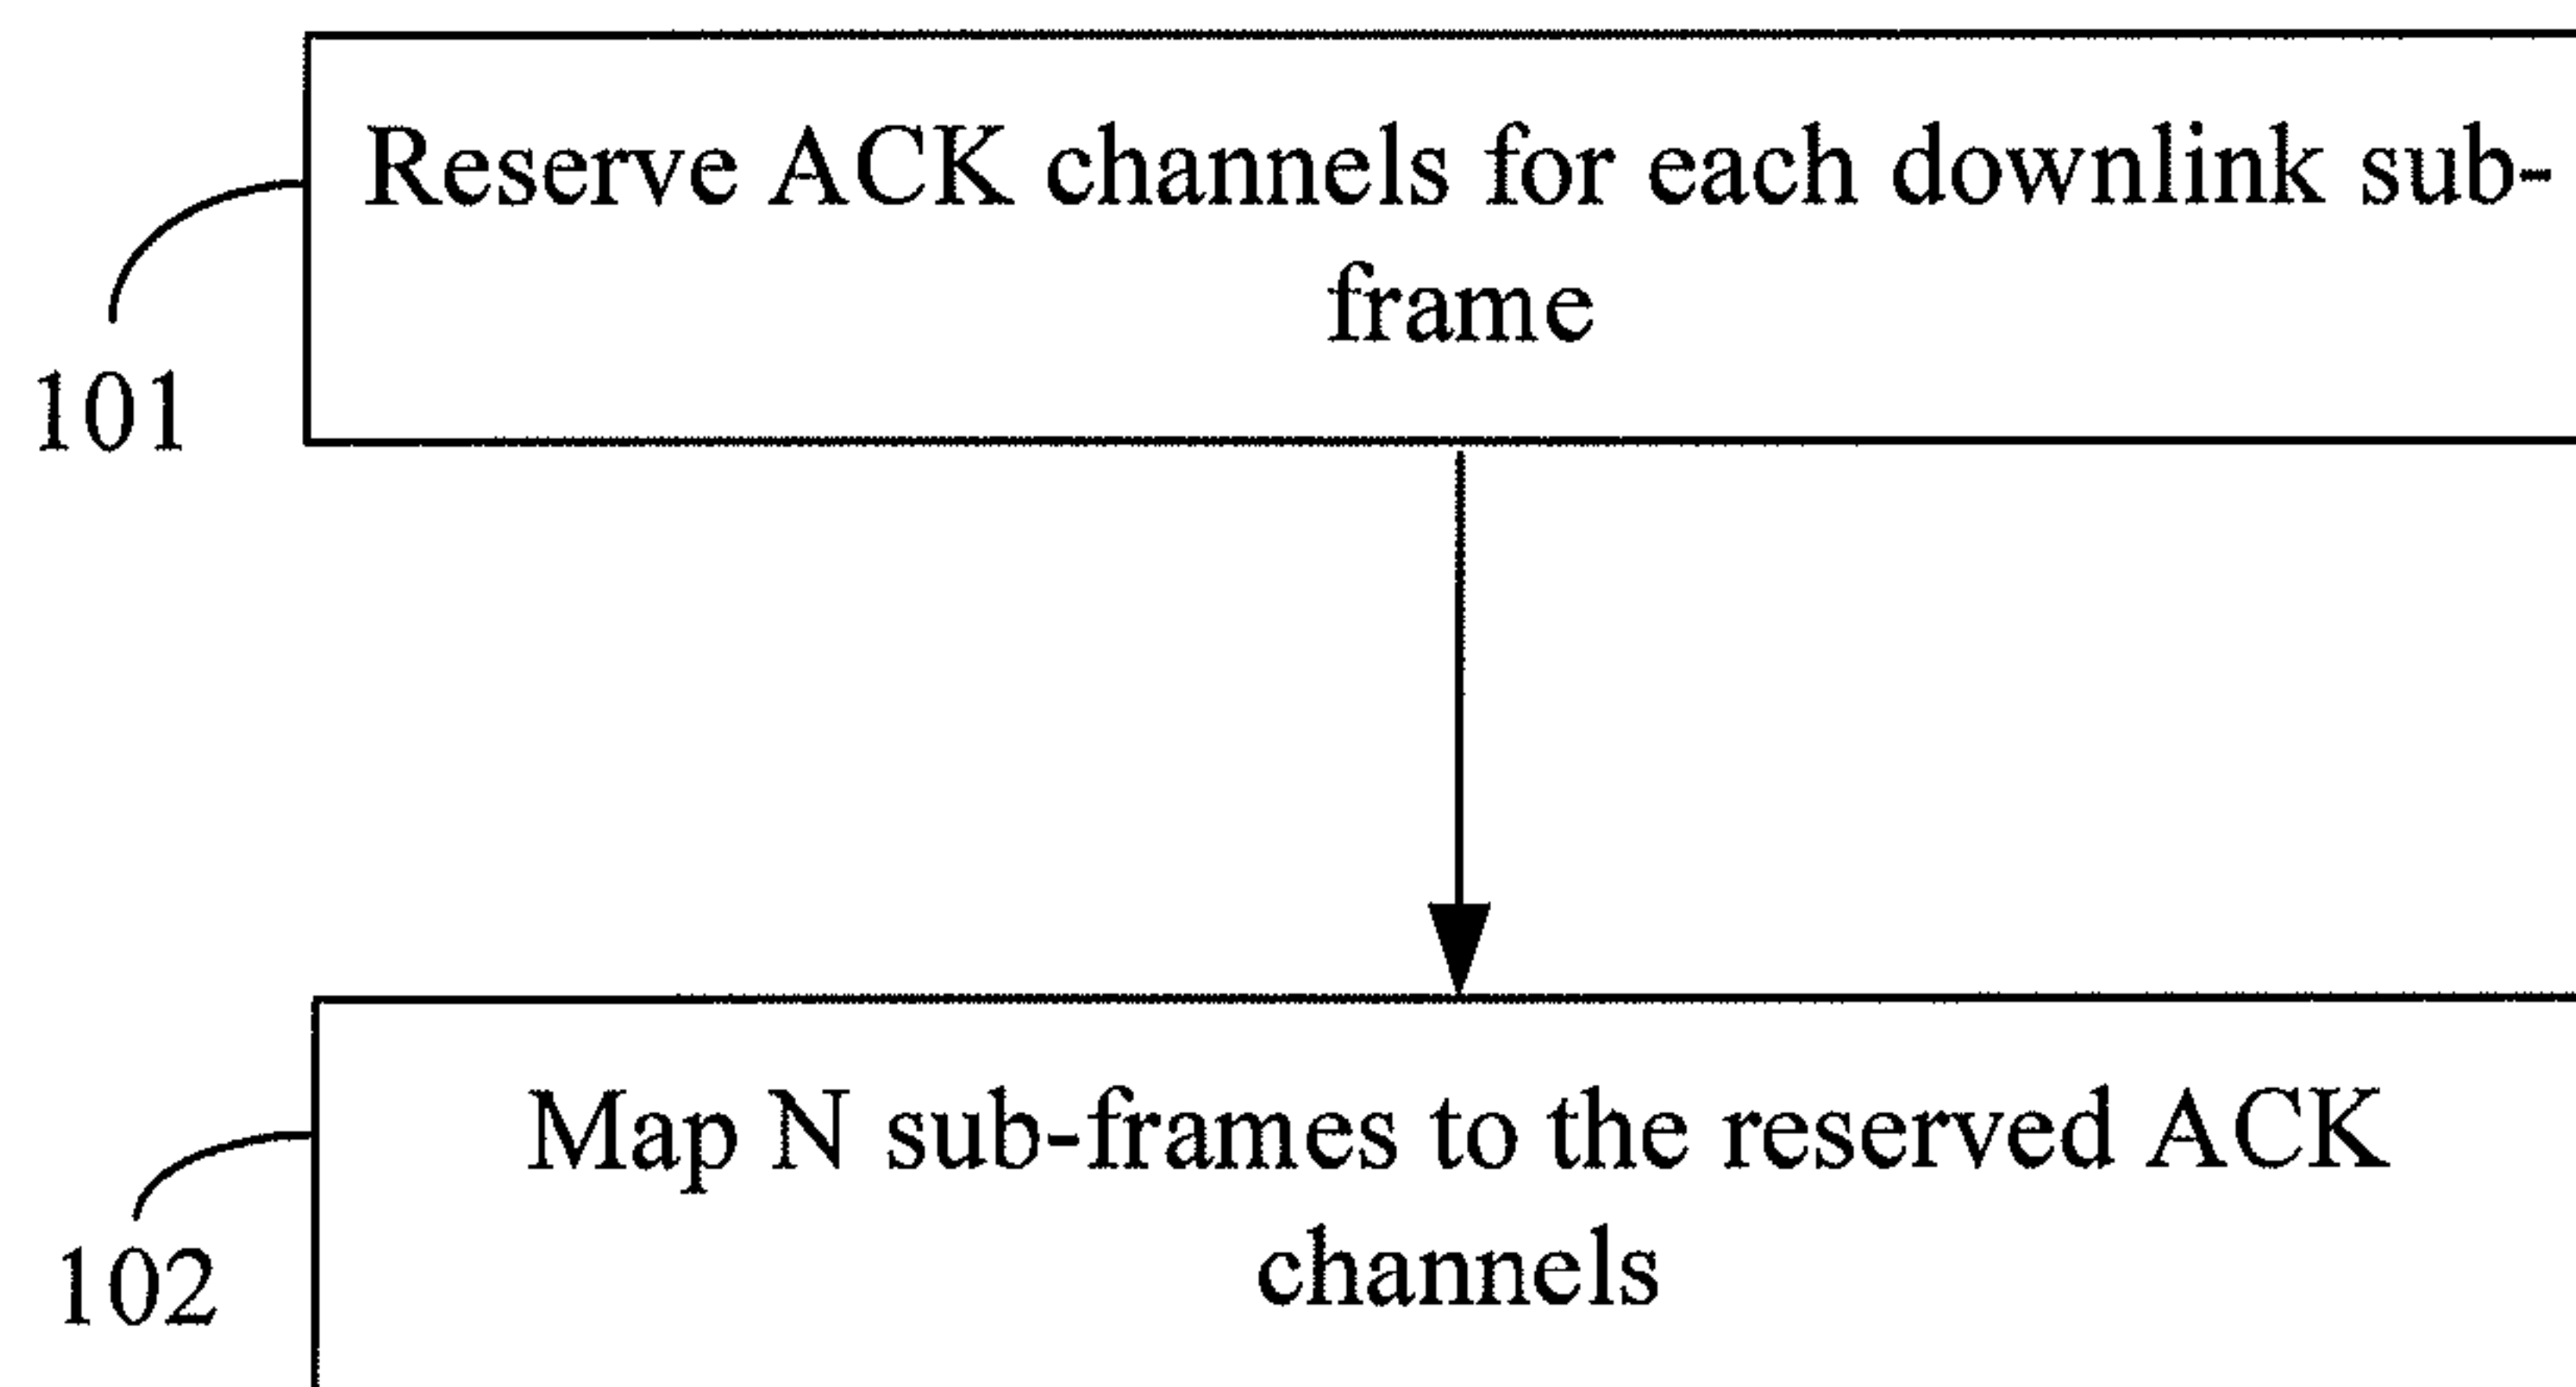 Reserve ACK channels for each downlink sub-
frame
101
Map N sub-frames to the reserved ACK
channels
102